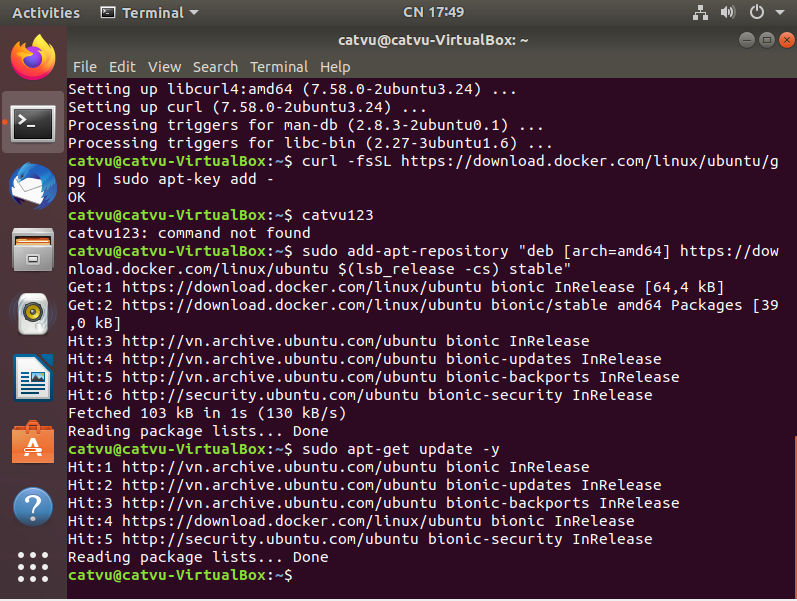 Activities Terminal CN 17:49
catvu@catvu-VirtualBox: ~
File Edit View Search Terminal Help
Setting up libcurl4:amd64 (7.58.0-2ubuntu3.24) ...
Setting up curl (7.58.0-2ubuntu3.24) ...
Processing triggers for man-db (2.8.3-2ubuntu0.1) ...
Processing triggers for libc-bin (2.27-3ubuntu1.6) ...
catvu@catvu-VirtualBox:~$ curl -fsSL https://download.docker.com/linux/ubuntu/g
pg | sudo apt-key add -
OK
catvu@catvu-VirtualBox:~$ catvu123
catvu123: command not found
catvu@catvu-VirtualBox:~$ sudo add-apt-repository "deb [arch=amd64] https://dow
nload.docker.com/linux/ubuntu $(lsb_release -cs) stable"
Get:1 https://download.docker.com/linux/ubuntu bionic InRelease [64,4 kB]
Get:2 https://download.docker.com/linux/ubuntu bionic/stable amd64 Packages [39
,0 kB]
Hit:3 http://vn.archive.ubuntu.com/ubuntu bionic InRelease
Hit:4 http://vn.archive.ubuntu.com/ubuntu bionic-updates InRelease
Hit:5 http://vn.archive.ubuntu.com/ubuntu bionic-backports InRelease
Hit:6 http://security.ubuntu.com/ubuntu bionic-security InRelease
Fetched 103 kB in 1s (130 kB/s)
Reading package lists... Done
catvu@catvu-VirtualBox:~$ sudo apt-get update -y
Hit:1 http://vn.archive.ubuntu.com/ubuntu bionic InRelease
Hit:2 http://vn.archive.ubuntu.com/ubuntu bionic-updates InRelease
Hit:3 http://vn.archive.ubuntu.com/ubuntu bionic-backports InRelease
Hit:4 https://download.docker.com/linux/ubuntu bionic InRelease
Hit:5 http://security.ubuntu.com/ubuntu bionic-security InRelease
Reading package lists... Done
catvu@catvu-VirtualBox:~$